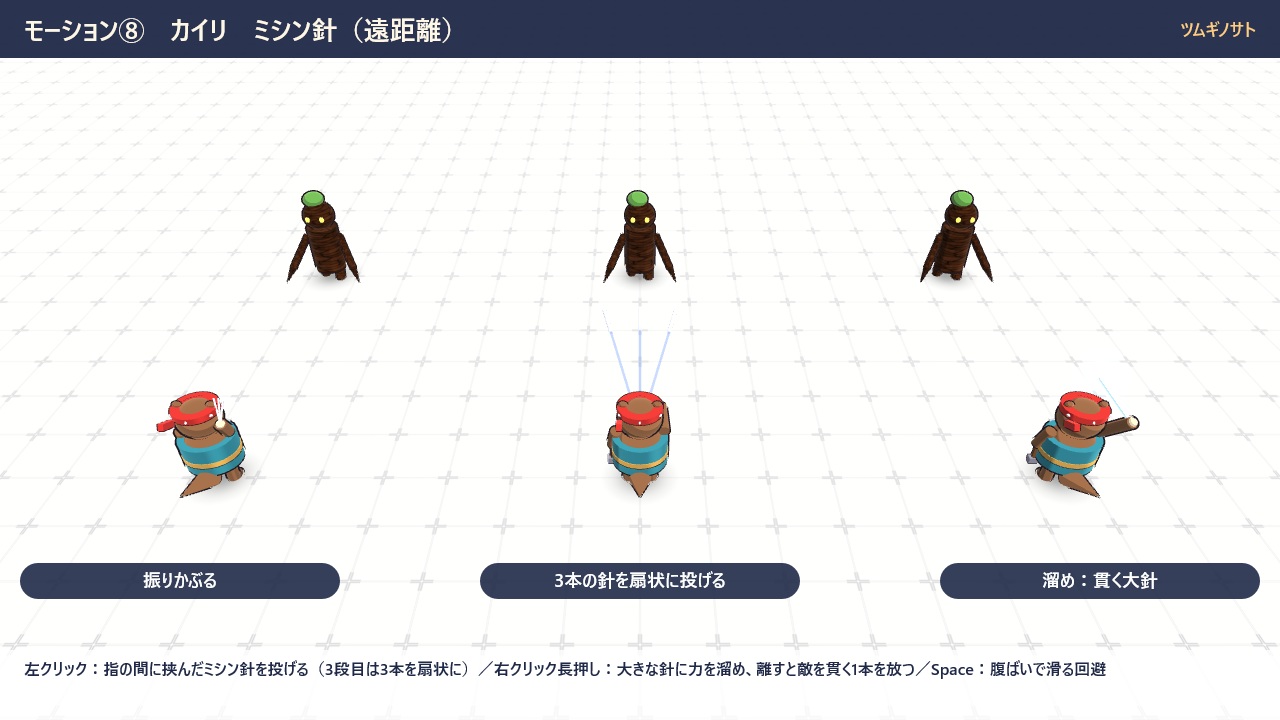 モーション⑧　カイリ　ミシン針（遠距離）
ツムギノサト
振りかぶる
3本の針を扇状に投げる
溜め：貫く大針
左クリック：指の間に挟んだミシン針を投げる（3段目は3本を扇状に）／右クリック長押し：大きな針に力を溜め、離すと敵を貫く1本を放つ／Space：腹ばいで滑る回避